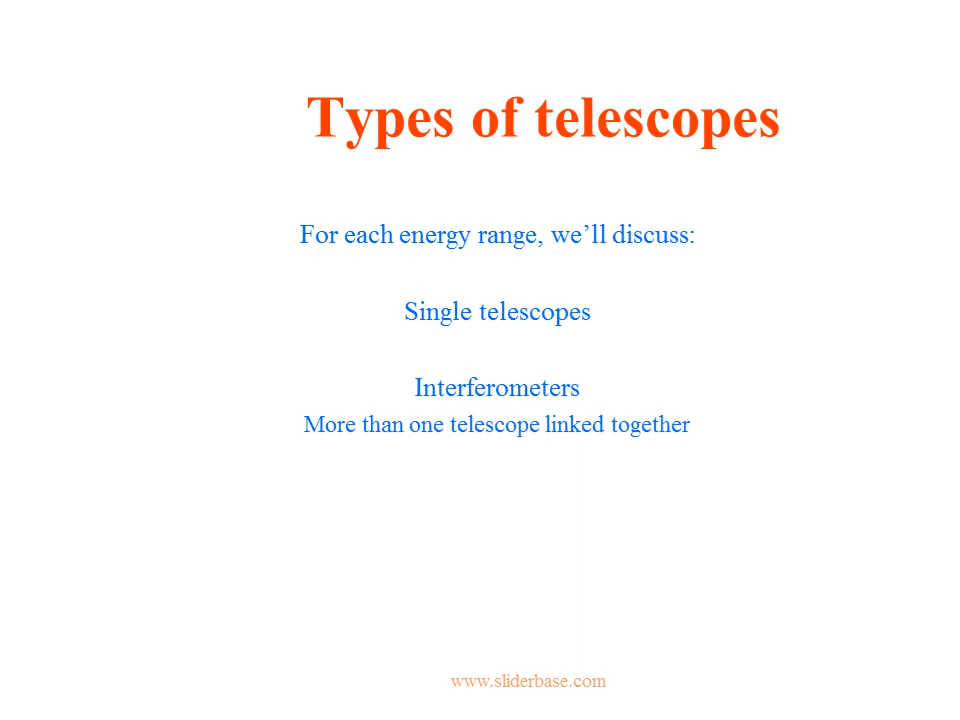 Types of telescopes
For each energy range, we’ll discuss:
Single telescopes
Interferometers
More than one telescope linked together
www.sliderbase.com